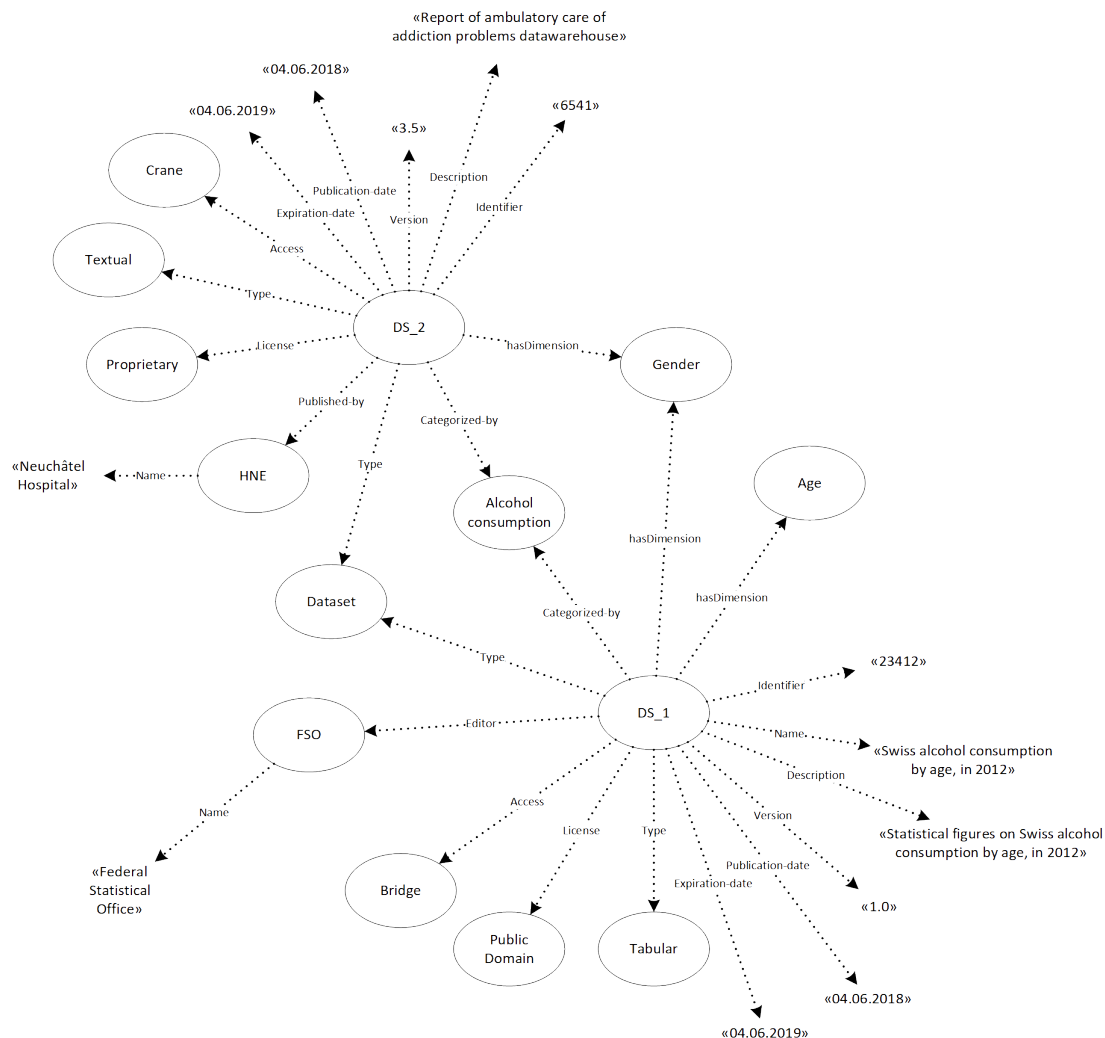 «Report of ambulatory care of
addiction problems datawarehouse»
«04.06.2018»
«04.06.2019»
«6541»
«3.5»
Crane
Description
Publication-date
Identifier
Expiration-date
Version
Access
Textual
Type
DS_2
License
hasDimension
Proprietary
Gender
Published-by
Categorized-by
Type
«Neuchâtel
Hospital»
Name
HNE
Age
Alcohol
consumption
hasDimension
hasDimension
Dataset
Categorized-by
Type
«23412»
Identifier
DS_1
FSO
Editor
Name
«Swiss alcohol consumption
by age, in 2012»
Description
Access
Name
License
Type
Version
«Statistical figures on Swiss alcohol
consumption by age, in 2012»
Publication-date
Expiration-date
«Federal
Statistical
Office»
Bridge
«1.0»
Public
Domain
Tabular
«04.06.2018»
«04.06.2019»